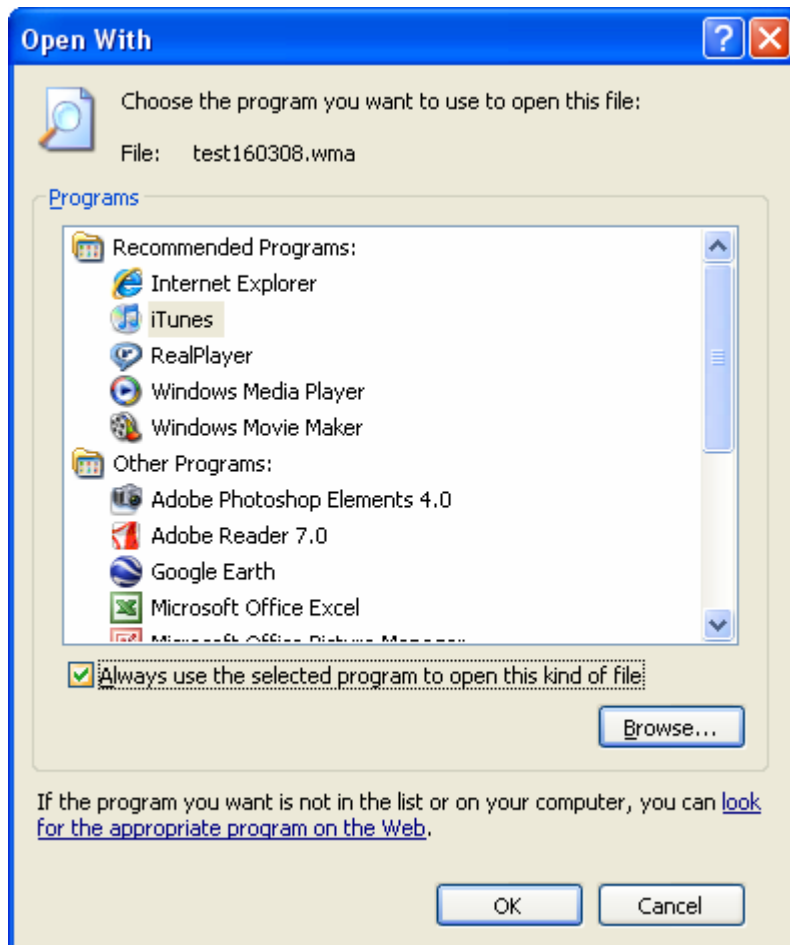 Open With
Choose the program you want to use to open this file:
File: test160308.wma
Programs
Recommended Programs:
Internet Explorer
iTunes
RealPlayer
Windows Media Player
Windows Movie Maker
Other Programs:
Adobe Photoshop Elements 4.0
Adobe Reader 7.0
Google Earth
Microsoft Office Excel
Microsoft Office Picture Manager
Always use the selected program to open this kind of file
Browse...
If the program you want is not in the list or on your computer, you can look
for the appropriate program on the Web.
OK Cancel